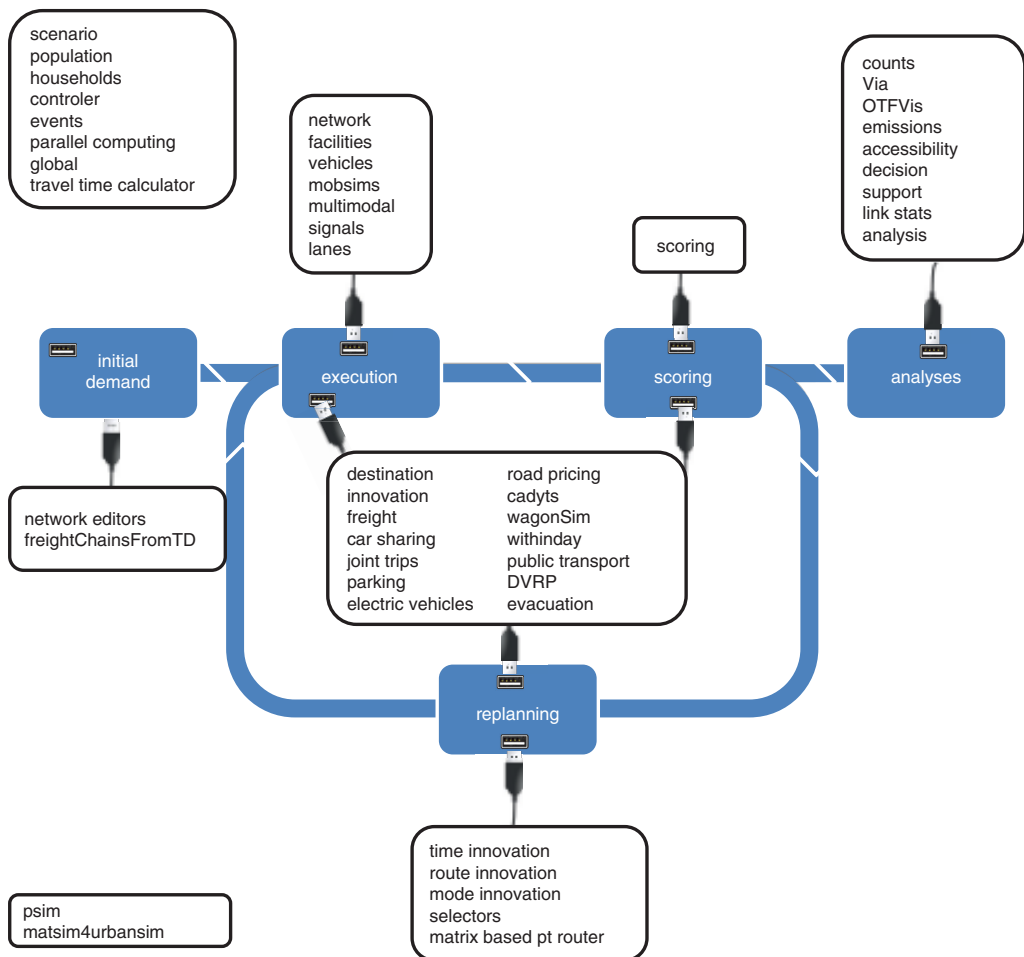 scenario
population
households
controler
events
parallel computing
global
travel time calculator
network
facilities
vehicles
mobsims
multimodal
signals
lanes
scoring
counts
Via
OTFVis
emissions
accessibility
decision
support
link stats
analysis
initial
demand
execution
scoring
analyses
network editors
freightChainsFromTD
destination
innovation
freight
car sharing
joint trips
parking
electric vehicles
road pricing
cadyts
wagonSim
withinday
public transport
DVRP
evacuation
replanning
time innovation
route innovation
mode innovation
selectors
matrix based pt router
psim
matsim4urbansim